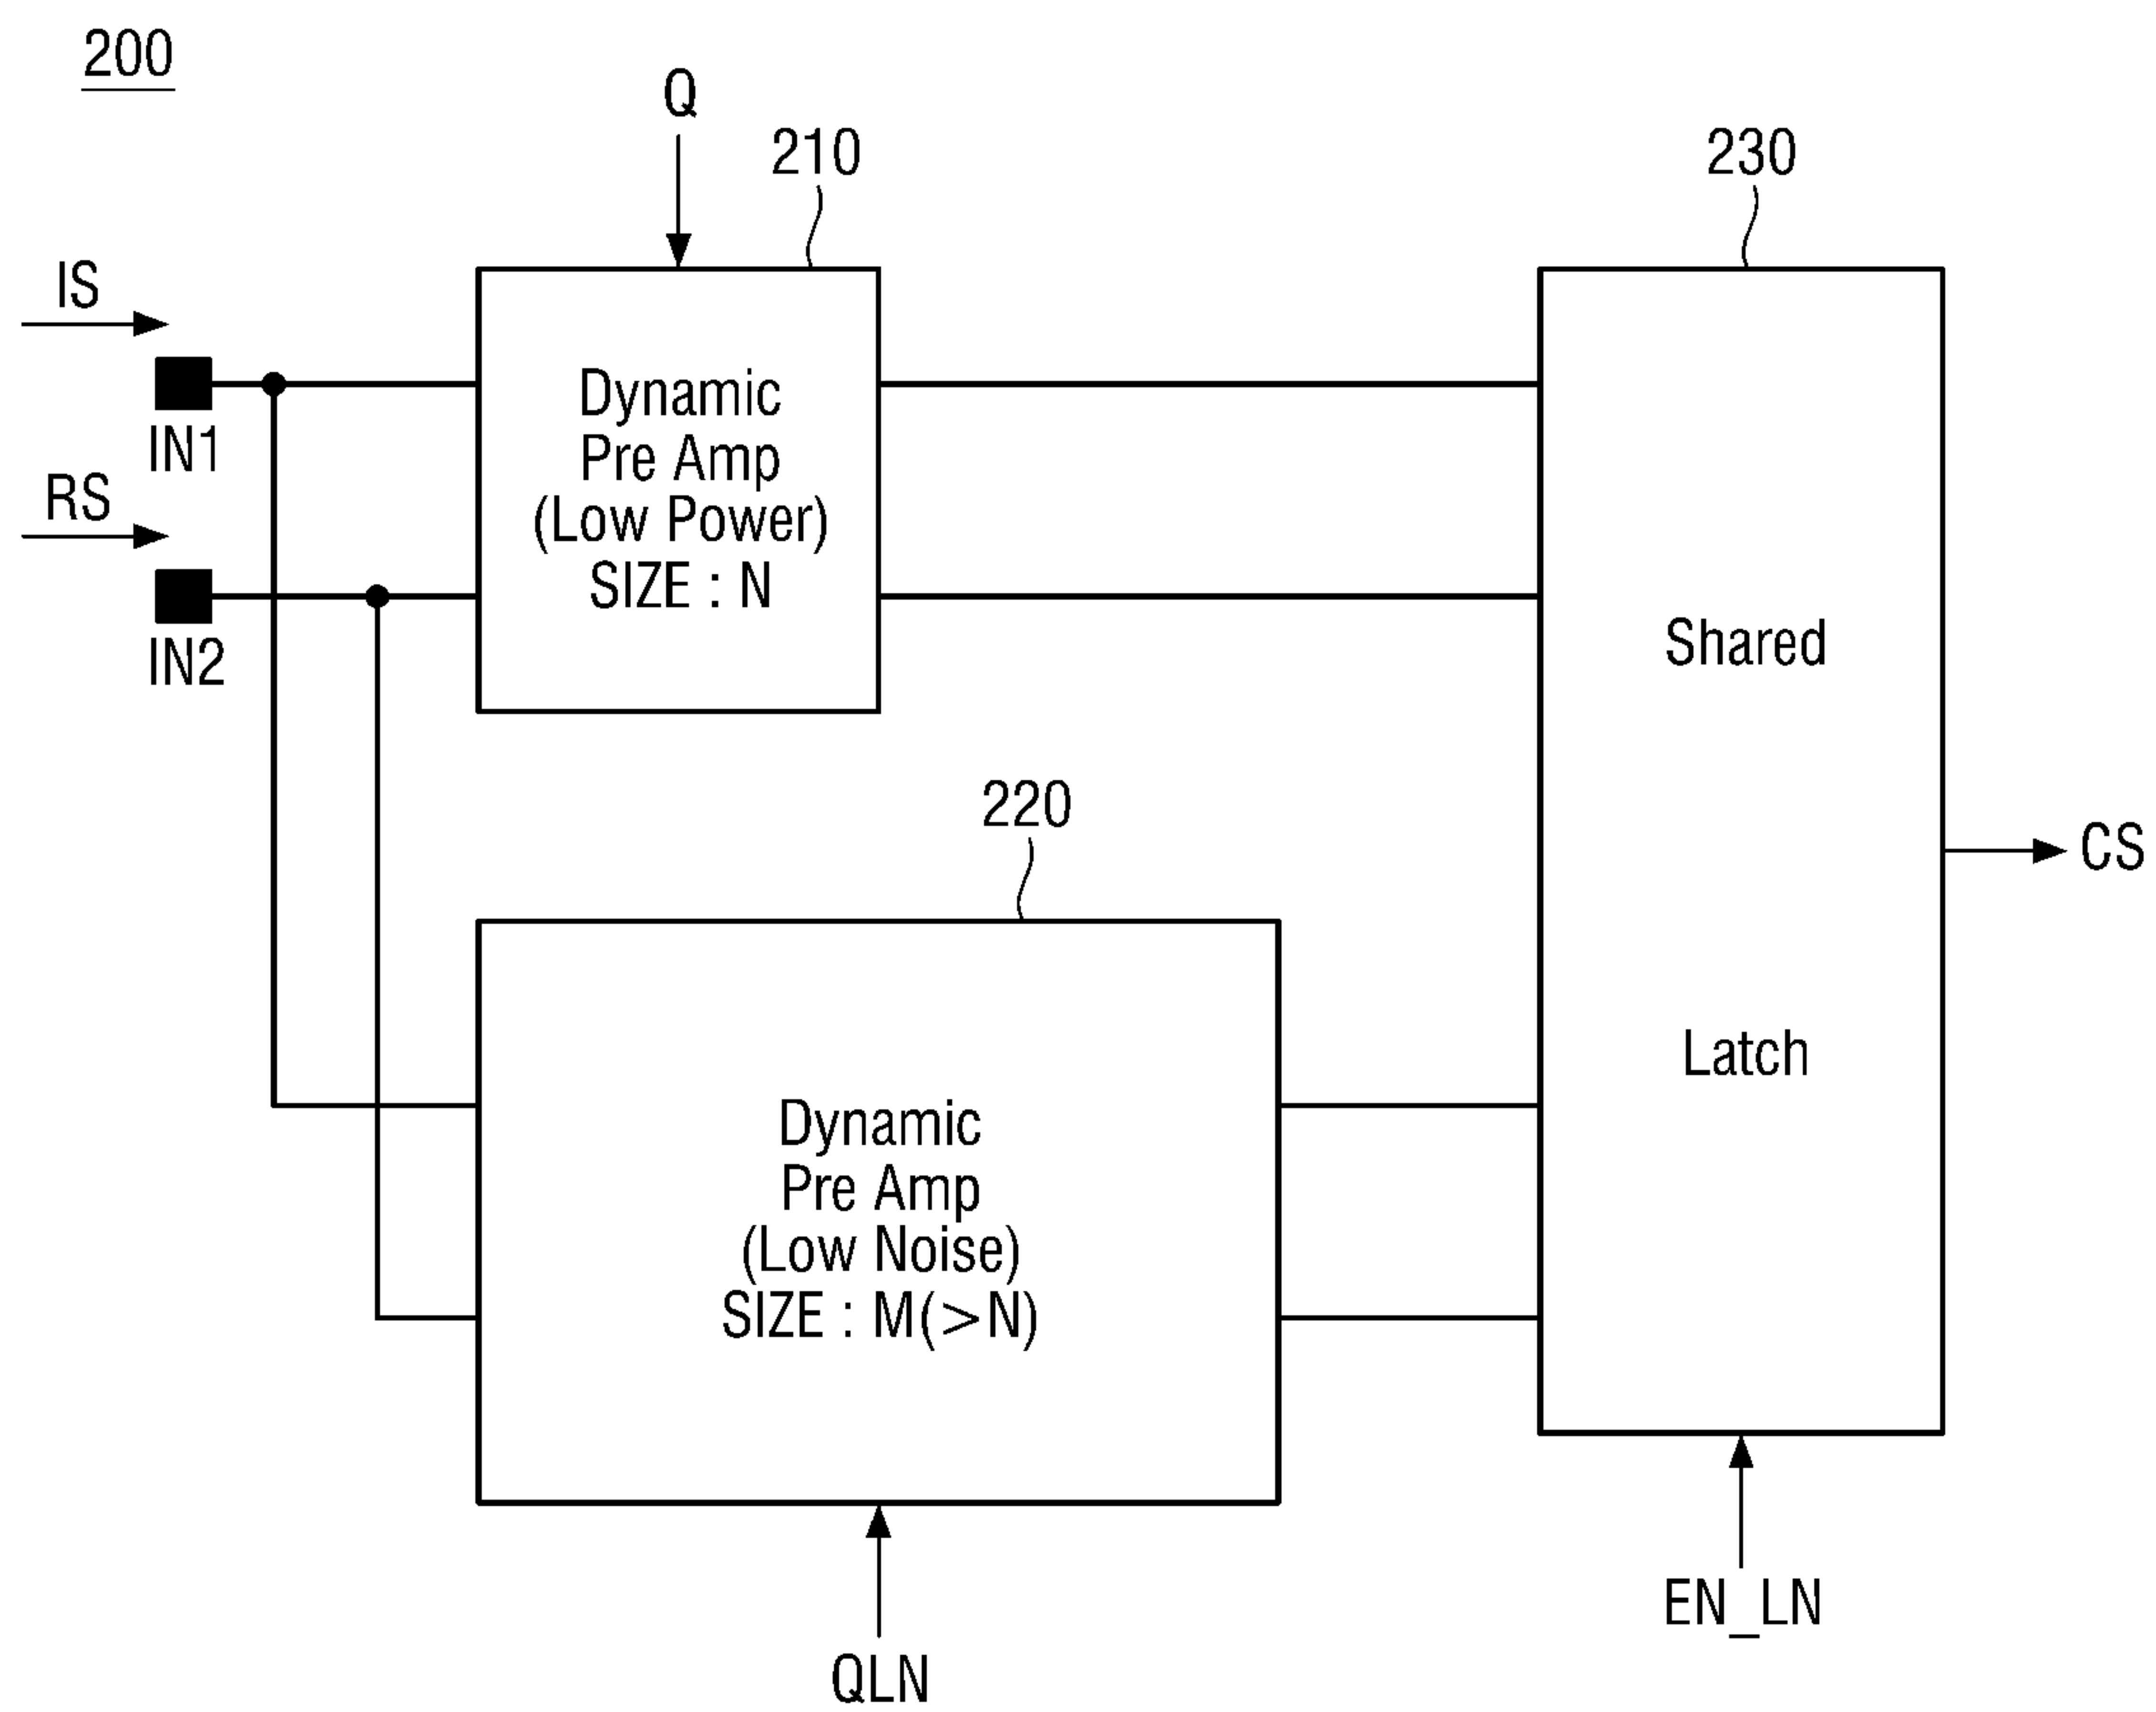 200
Q
210
230
IS
IN1
RS
IN2
Dynamic
Pre Amp
(Low Power)
SIZE : N
Shared
Latch
220
CS
Dynamic
Pre Amp
(Low Noise)
SIZE : M(>N)
EN_LN
QLN